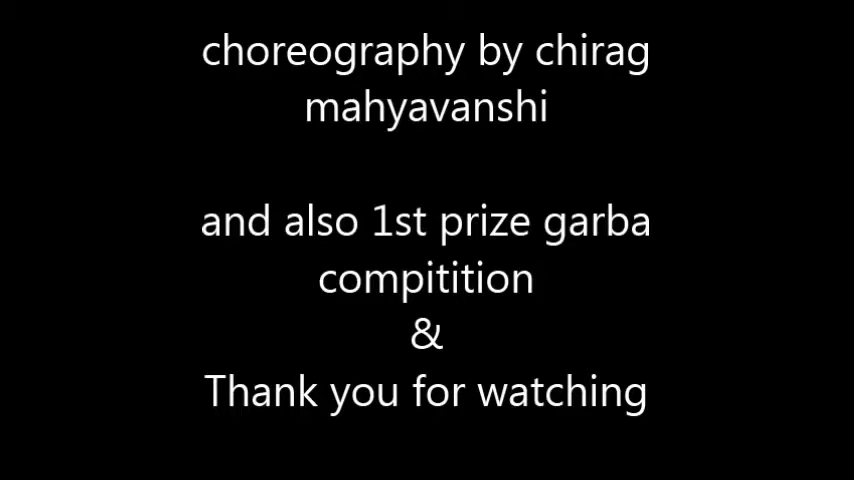 choreography by chirag
mahyavanshi
and also 1st prize garba
compitition
&
Thank you for watching